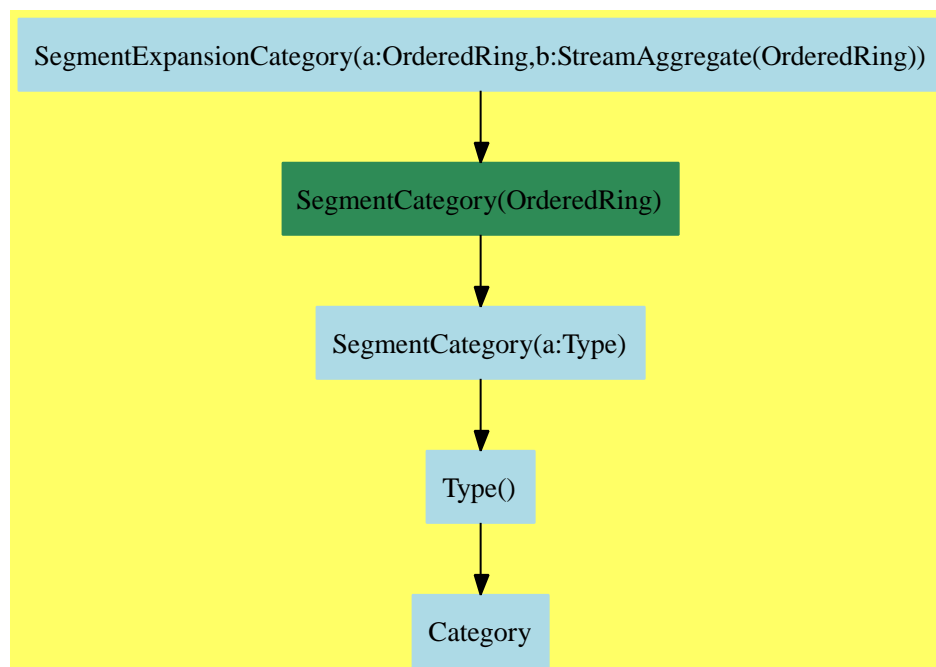 SegmentExpansionCategory(a:OrderedRing,b:StreamAggregate(OrderedRing))
SegmentCategory(OrderedRing)
SegmentCategory(a:Type)
Type()
Category